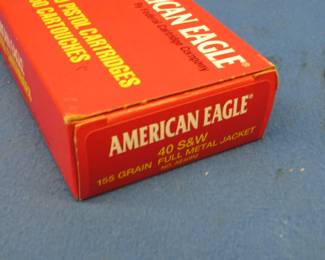 PISTOL CARTRIDGES
CARTOUCHES
AMERICAN EAGLE®
By Federal Cartridge Company
AMERICAN EAGLE®
40 S&W
155 GRAIN FULL METAL JACKET